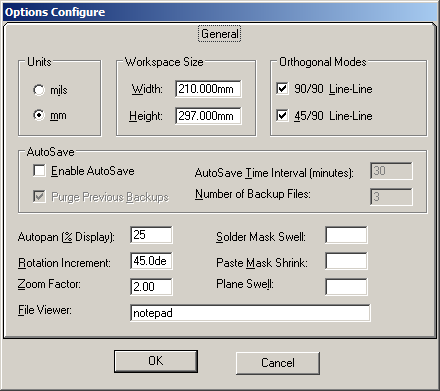 Options Configure
General
Units
mils
mm
Workspace Size
Width: 210.000mm
Height: 297.000mm
Orthogonal Modes
90/90 Line-Line
45/90 Line-Line
AutoSave
Enable AutoSave
Purge Previous Backups
AutoSave Time Interval (minutes): 30
Number of Backup Files: 3
Autopan (% Display): 25
Rotation Increment: 45.0de
Zoom Factor: 2.00
File Viewer: notepad
Solder Mask Swell:
Paste Mask Shrink:
Plane Swell:
OK
Cancel